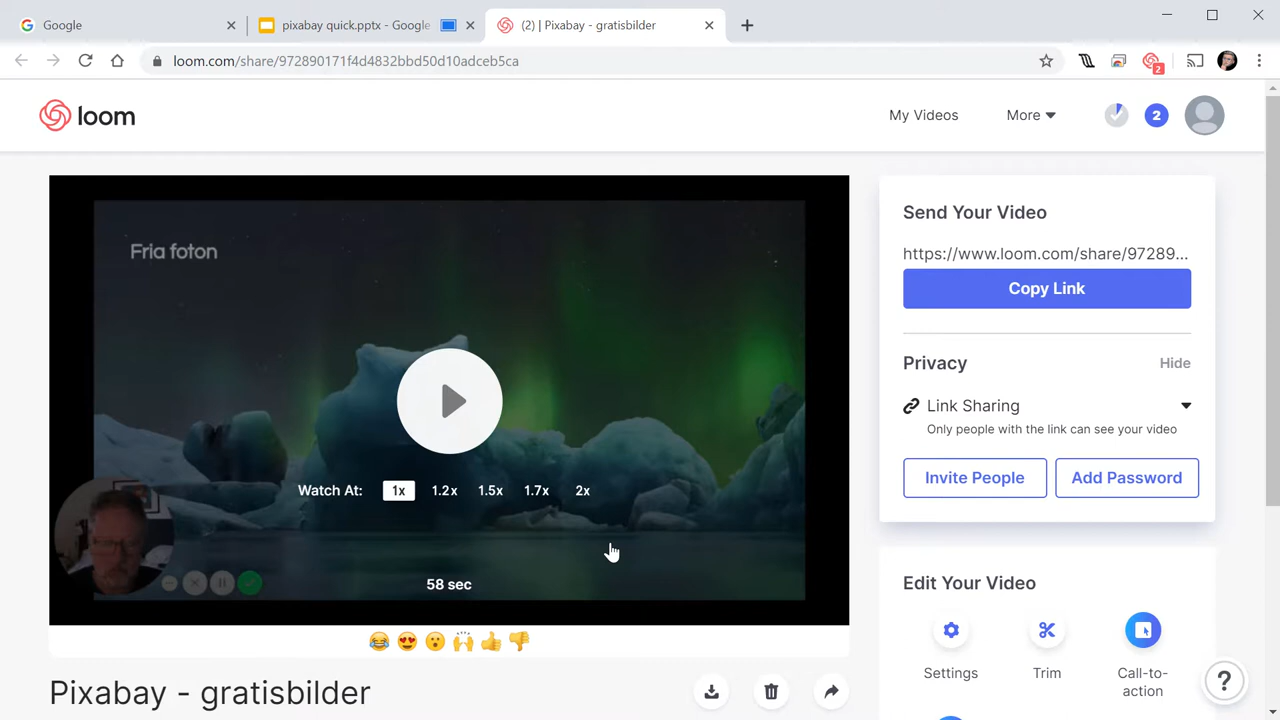 Google
pixabay quick.pptx - Google
(2) | Pixabay - gratisbilder
loom.com/share/972890171f4d4832bbd50d10adceb5ca
2
loom
My Videos
More
2
Fria foton
Watch At: 1x 1.2x 1.5x 1.7x 2x
58 sec
Pixabay - gratisbilder
Send Your Video
https://www.loom.com/share/97289...
Copy Link
Privacy
Hide
Link Sharing
Only people with the link can see your video
Invite People
Add Password
Edit Your Video
Settings
Trim
Call-to-
action
?